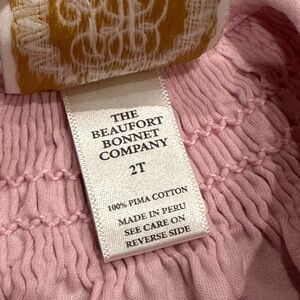 THE
BEAUFORT
BONNET
COMPANY
2T
100% PIMA COTTON
MADE IN PERU
SEE CARE ON
REVERSE SIDE